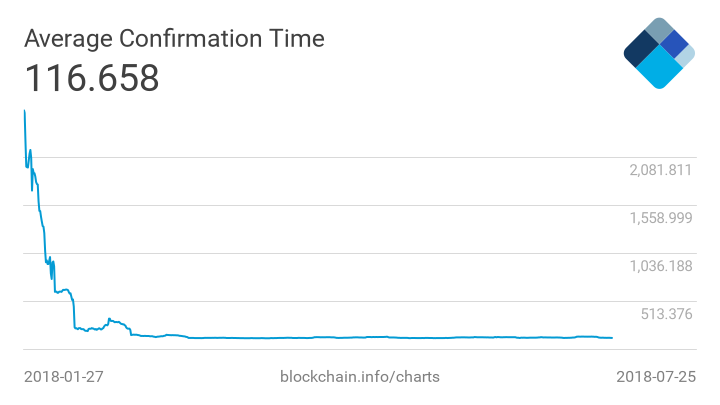 Average Confirmation Time
116.658
2,081.811
1,558.999
1,036.188
513.376
2018-01-27 blockchain.info/charts 2018-07-25